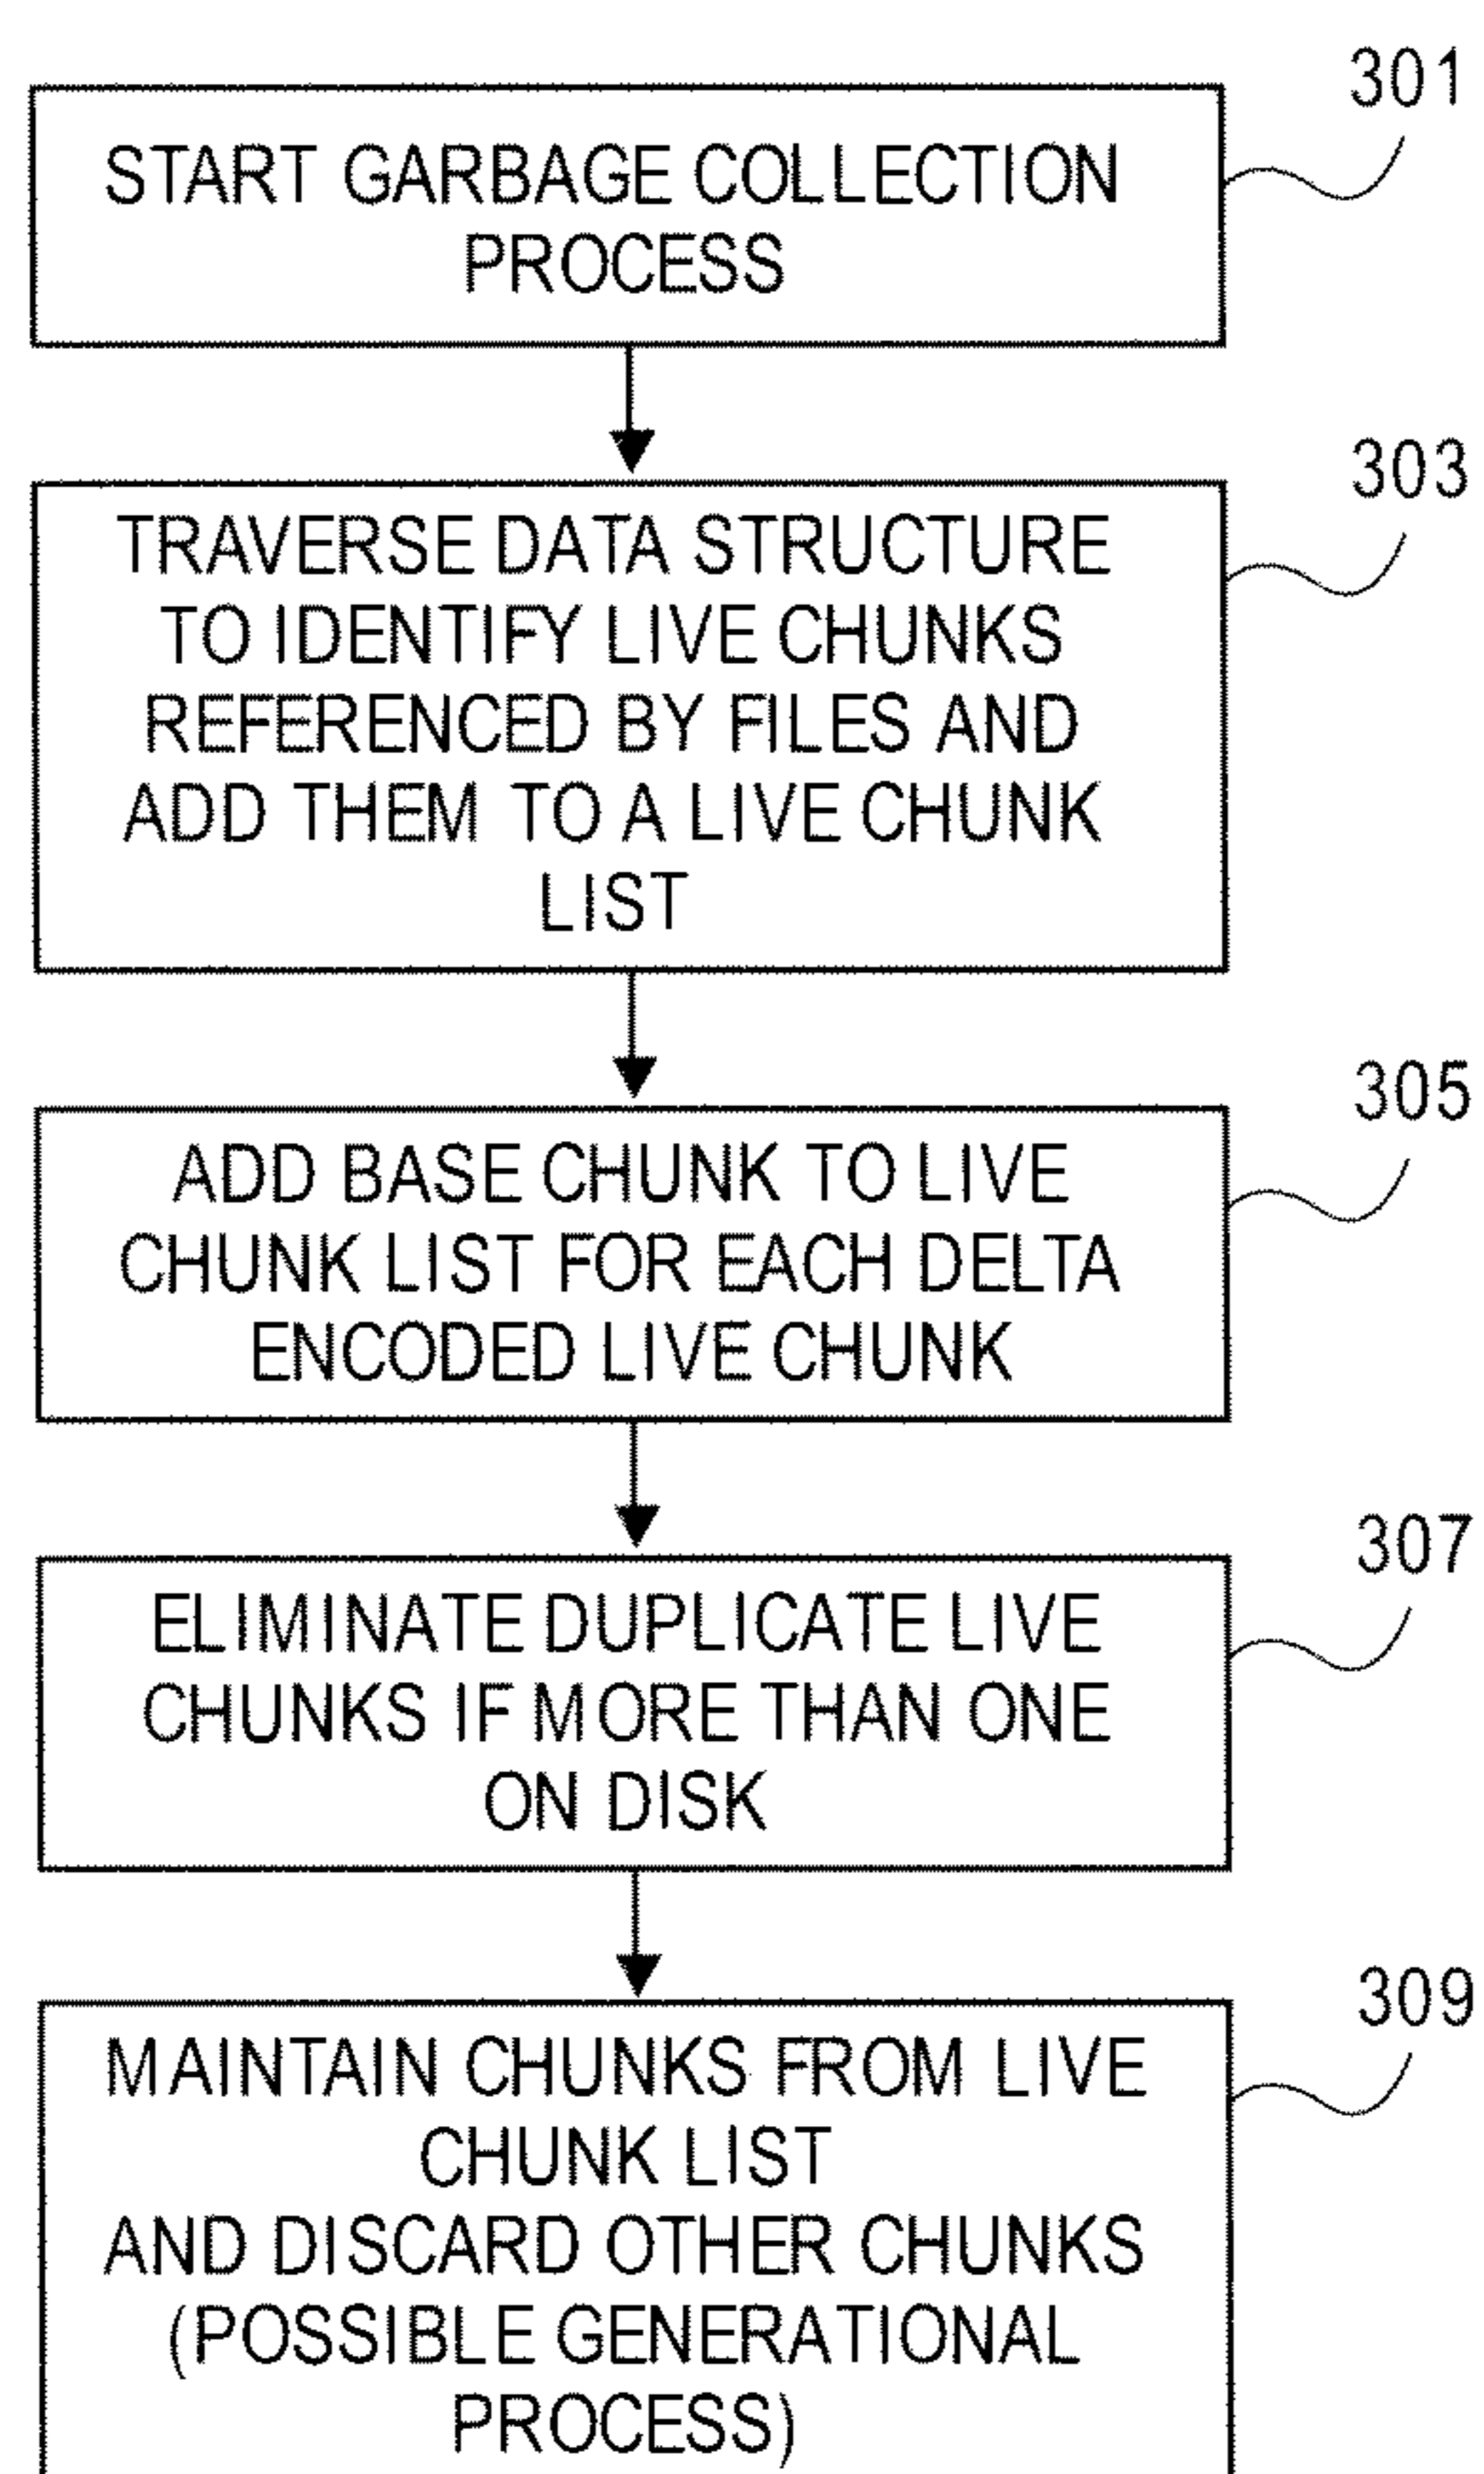 301
START GARBAGE COLLECTION
PROCESS
303
TRAVERSE DATA STRUCTURE
TO IDENTIFY LIVE CHUNKS
REFERENCED BY FILES AND
ADD THEM TO A LIVE CHUNK
LIST
305
ADD BASE CHUNK TO LIVE
CHUNK LIST FOR EACH DELTA
ENCODED LIVE CHUNK
307
ELIMINATE DUPLICATE LIVE
CHUNKS IF MORE THAN ONE
ON DISK
309
MAINTAIN CHUNKS FROM LIVE
CHUNK LIST
AND DISCARD OTHER CHUNKS
(POSSIBLE GENERATIONAL
PROCESS)